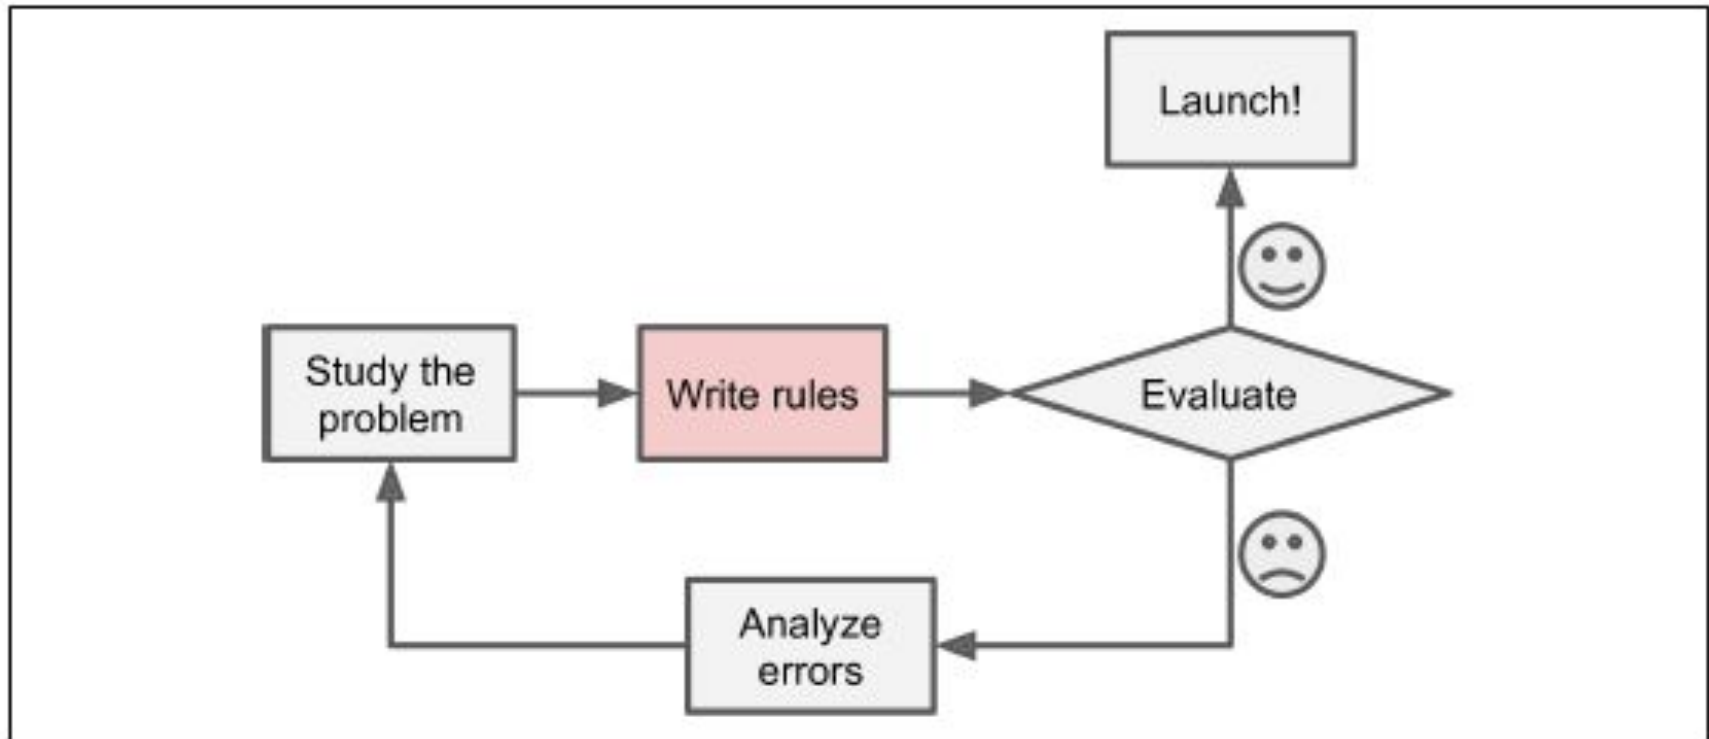 Launch!
Study the
problem
Write rules
Evaluate
Analyze
errors